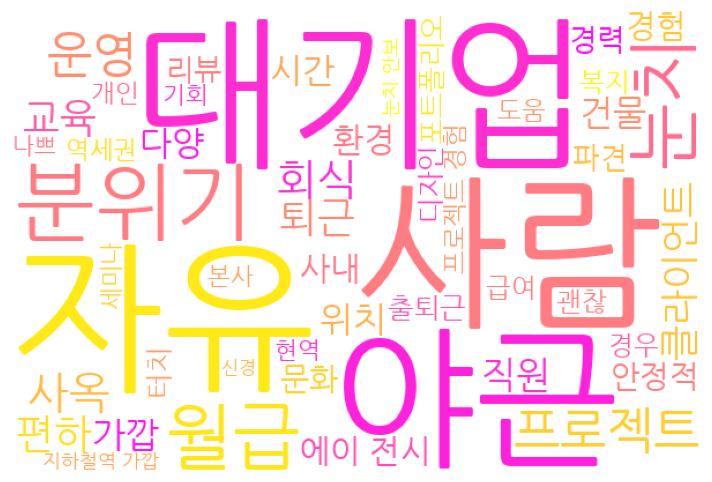 대기업
운영
리뷰
시간
눈치 안보
포트폴리오
경력
경험
개인
기회
복지
눈치
교육
다양
환경
도움
건물
나쁘
역세권
회식
디자인
경험
파견
분위기
퇴근
프로젝트
사람
클라이언트
자유
세미나
본사
사내
급여
괜찮
위치
출퇴근
야근
현역
경우
터치
신경
문화
직원
안정적
사옥
편하
가깝
월급
에이 전시
프로젝트
지하철역 가깝